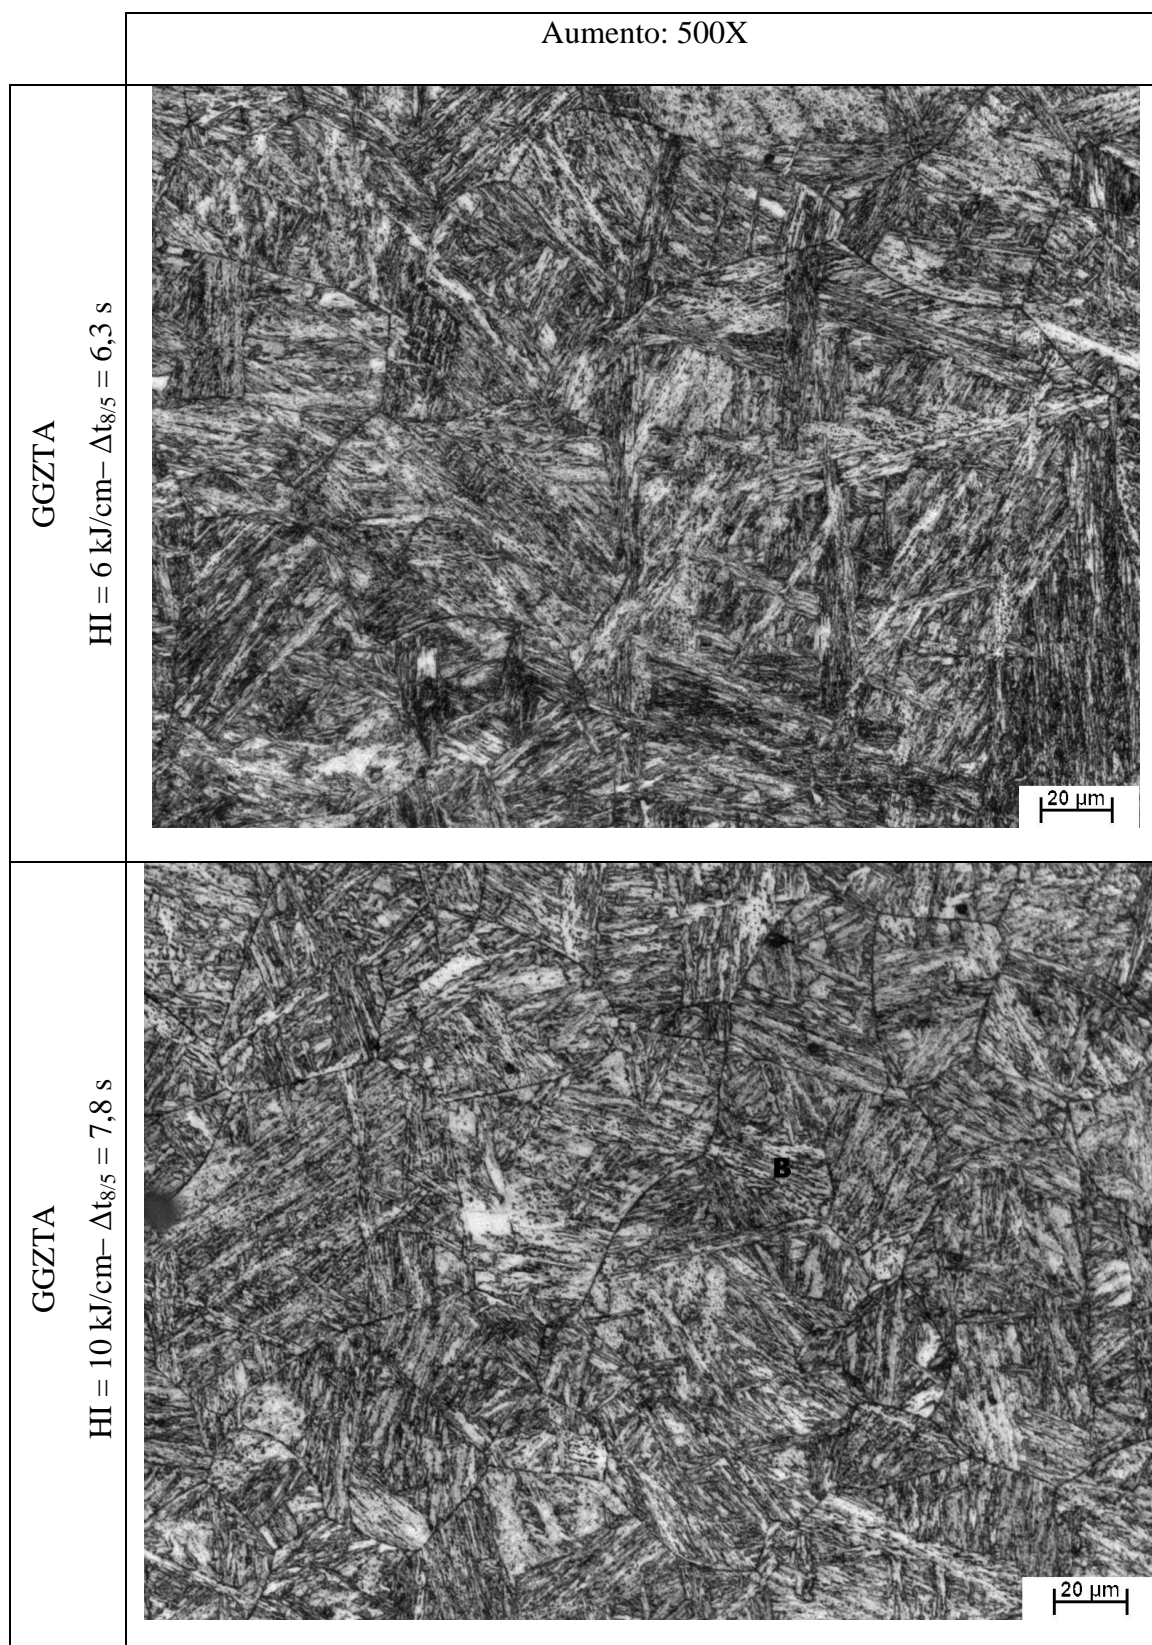 Aumento: 500X
GGZTA
HI = 6 kJ/cm– Δt8/5 = 6,3 s
20 µm
GGZTA
HI = 10 kJ/cm– Δt8/5 = 7,8 s
B
20 µm